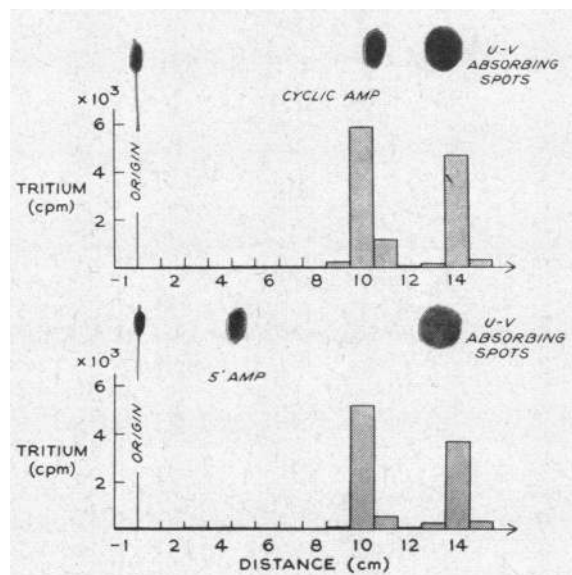 U-V
ABSORBING
SPOTS
CYCLIC AMP
×10³
6
4
2
TRITIUM
(cpm)
ORIGIN
-1 2 4 6 8 10 12 14
U-V
ABSORBING
SPOTS
5' AMP
×10³
6
4
2
TRITIUM
(cpm)
ORIGIN
-1 2 4 6 8 10 12 14
DISTANCE (cm)